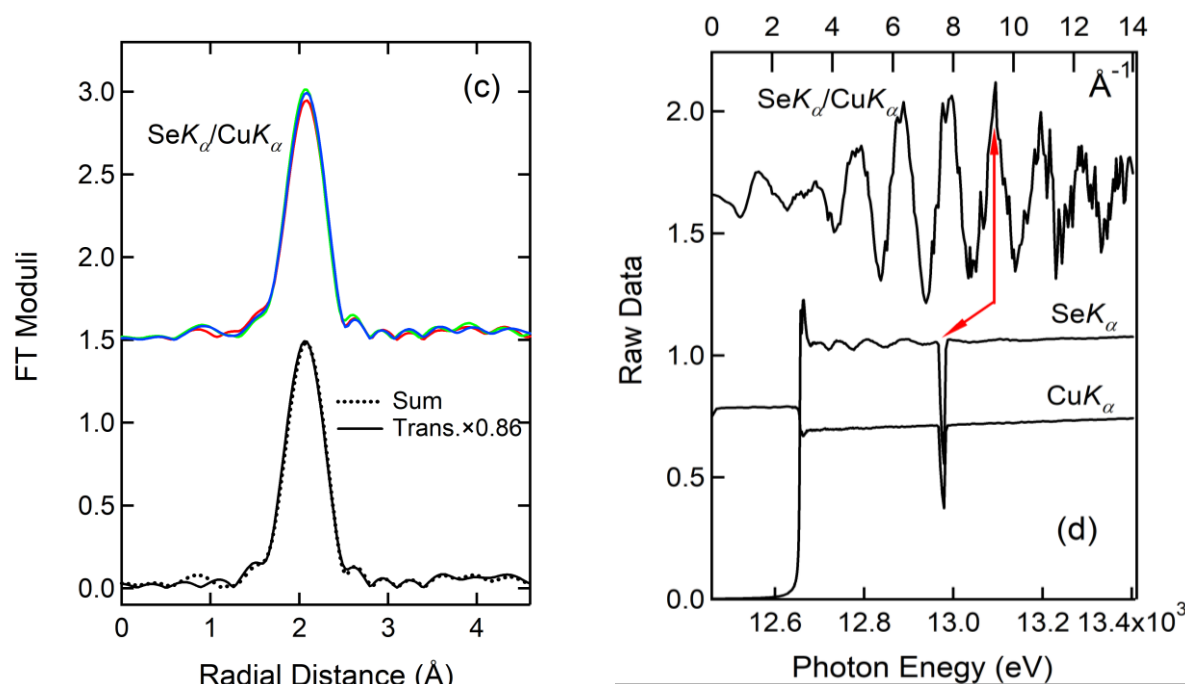 (c)
3.0
SeKα/CuKα
2.5
2.0
1.5
1.0
0.5
0.0
FT Moduli
Sum
Trans.×0.86
0 1 2 3 4
Radial Distance (Å)
0 2 4 6 8 10 12 14
Å-1
SeKα/CuKα
2.0
1.5
1.0
0.5
0.0
Raw Data
SeKα
CuKα
(d)
12.6 12.8 13.0 13.2 13.4×10³
Photon Enegy (eV)